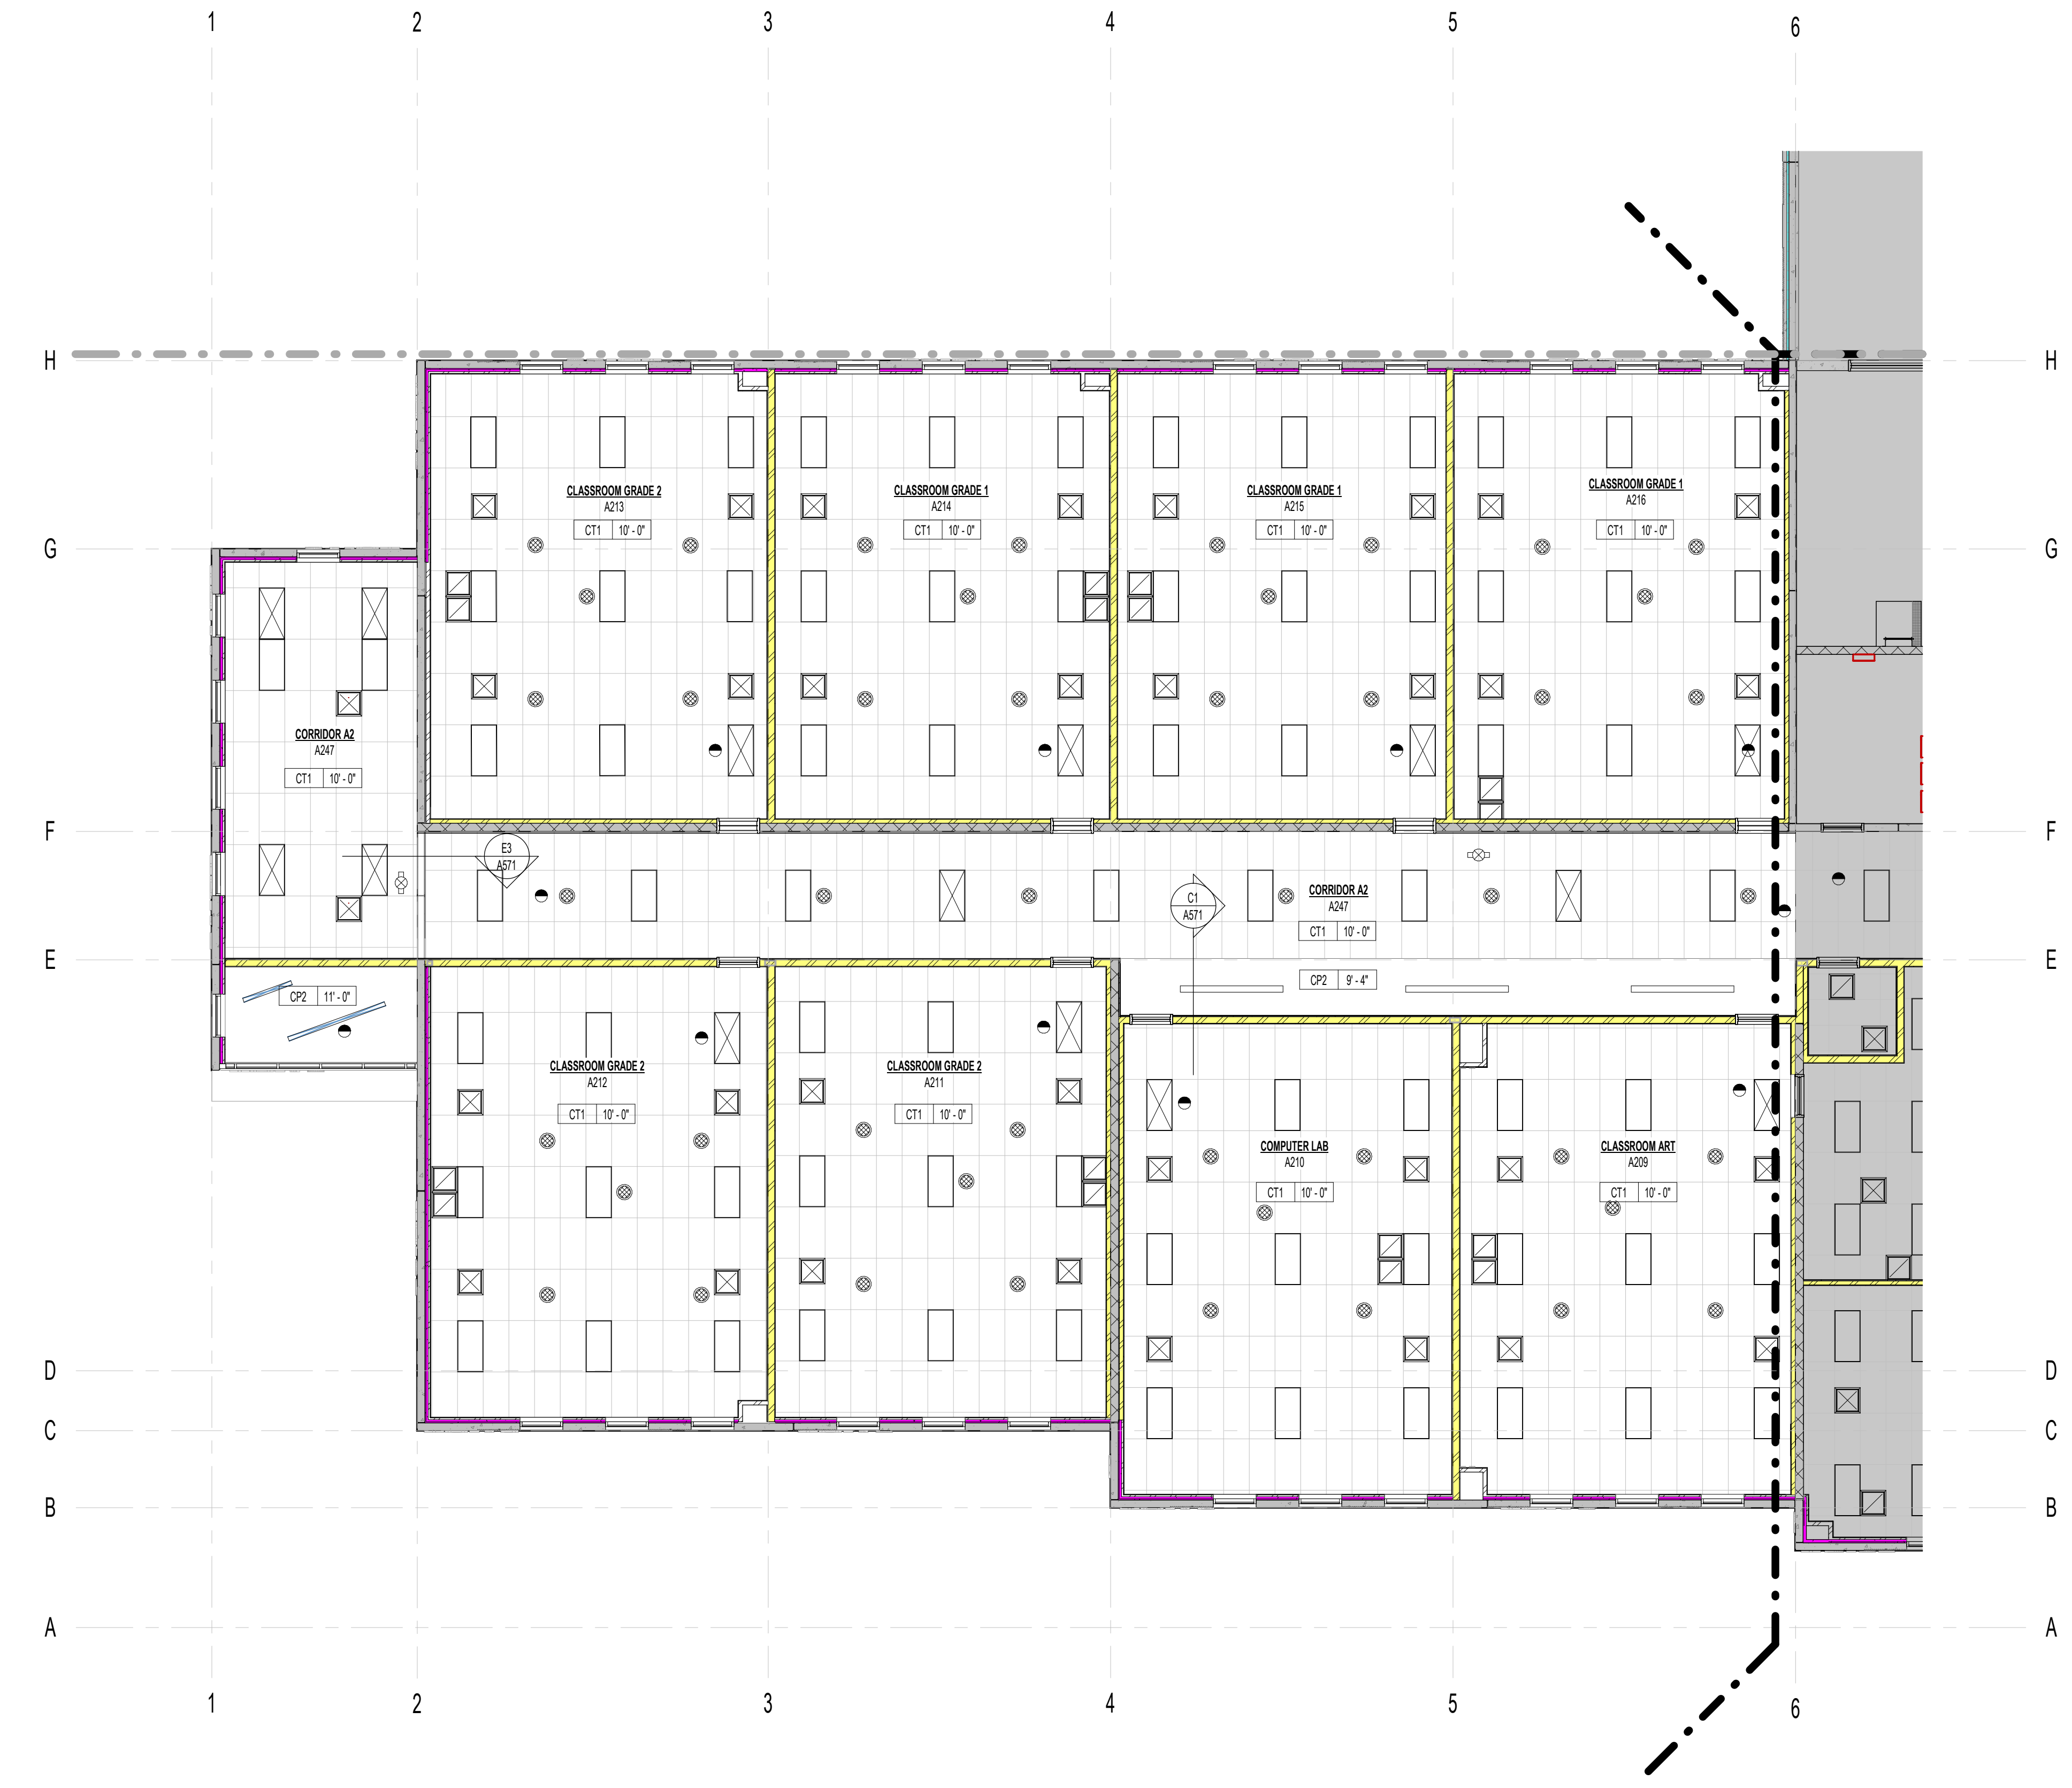 1 2 3 4 5 6
H H
CLASSROOM GRADE 2
A213
CT1 10' - 0"
CLASSROOM GRADE 1
A214
CT1 10' - 0"
CLASSROOM GRADE 1
A215
CT1 10' - 0"
CLASSROOM GRADE 1
A216
CT1 10' - 0"
G G
CORRIDOR A2
A247
CT1 10' - 0"
F F
E3
A571
C1
A571
CORRIDOR A2
A247
CT1 10' - 0"
E E
CP2 9' - 4"
CP2 11' - 0"
CLASSROOM GRADE 2
A212
CT1 10' - 0"
CLASSROOM GRADE 2
A211
CT1 10' - 0"
COMPUTER LAB
A210
CT1 10' - 0"
CLASSROOM ART
A209
CT1 10' - 0"
D D
C C
B B
A A
1 2 3 4 5 6